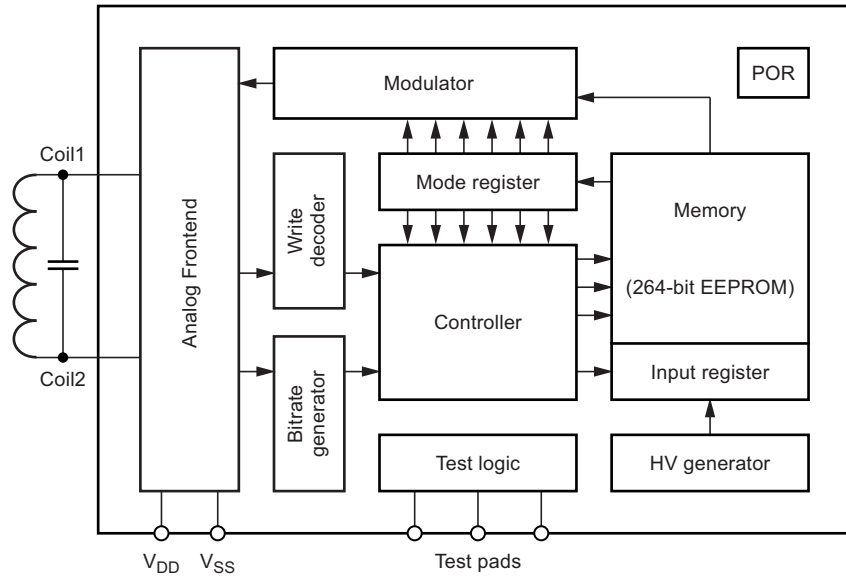 POR
Modulator
Coil1
Mode register
Memory
(264-bit EEPROM)
Write
decoder
Analog Frontend
Controller
Coil2
Input register
Bitrate
generator
Test logic
HV generator
VDD
VSS
Test pads